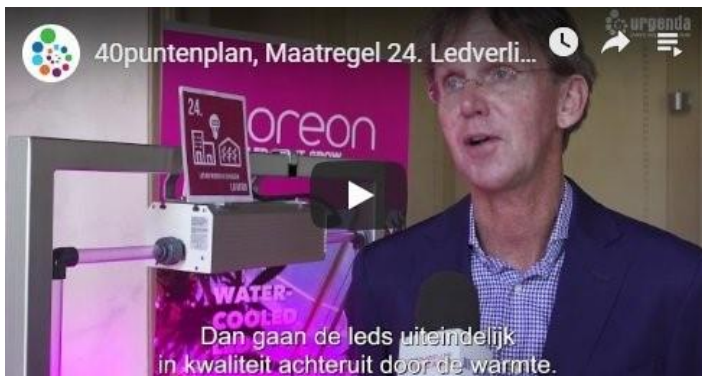 urgenda
40puntenplan, Maatregel 24. Ledverli...
24.
oreon
WATER-
COOLED
Dan gaan de leds uiteindelijk
in kwaliteit achteruit door de warmte.